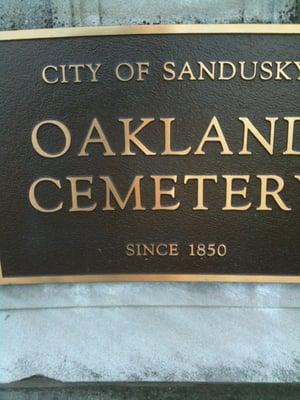 CITY OF SANDUSKY
OAKLAND
CEMETERY
SINCE 1850